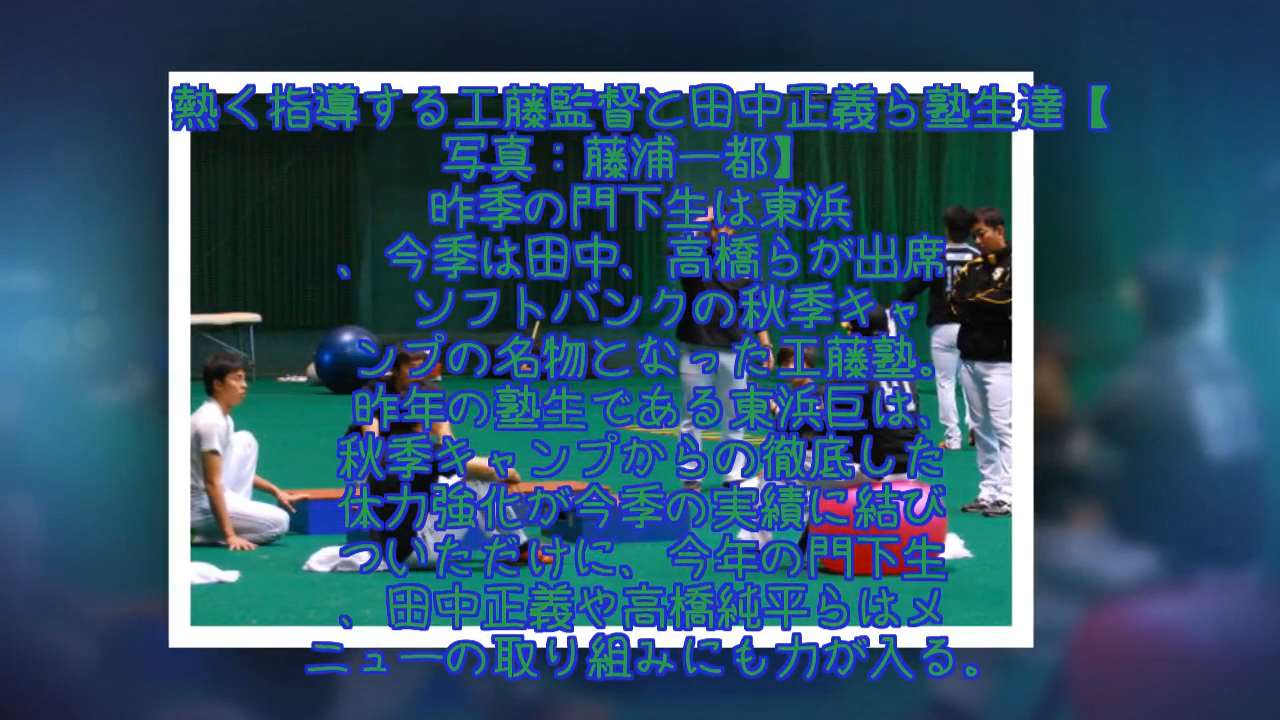 熱く指導する工藤監督と田中正義ら塾生達【
写真：藤浦一都】
昨季の門下生は東浜
、今季は田中、高橋らが出席
ソフトバンクの秋季キャ
ンプの名物となった工藤塾。
昨年の塾生である東浜巨は、
秋季キャンプからの徹底した
体力強化が今季の実績に結び
ついただけに、今年の門下生
、田中正義や高橋純平らはメ
ニューの取り組みにも力が入る。